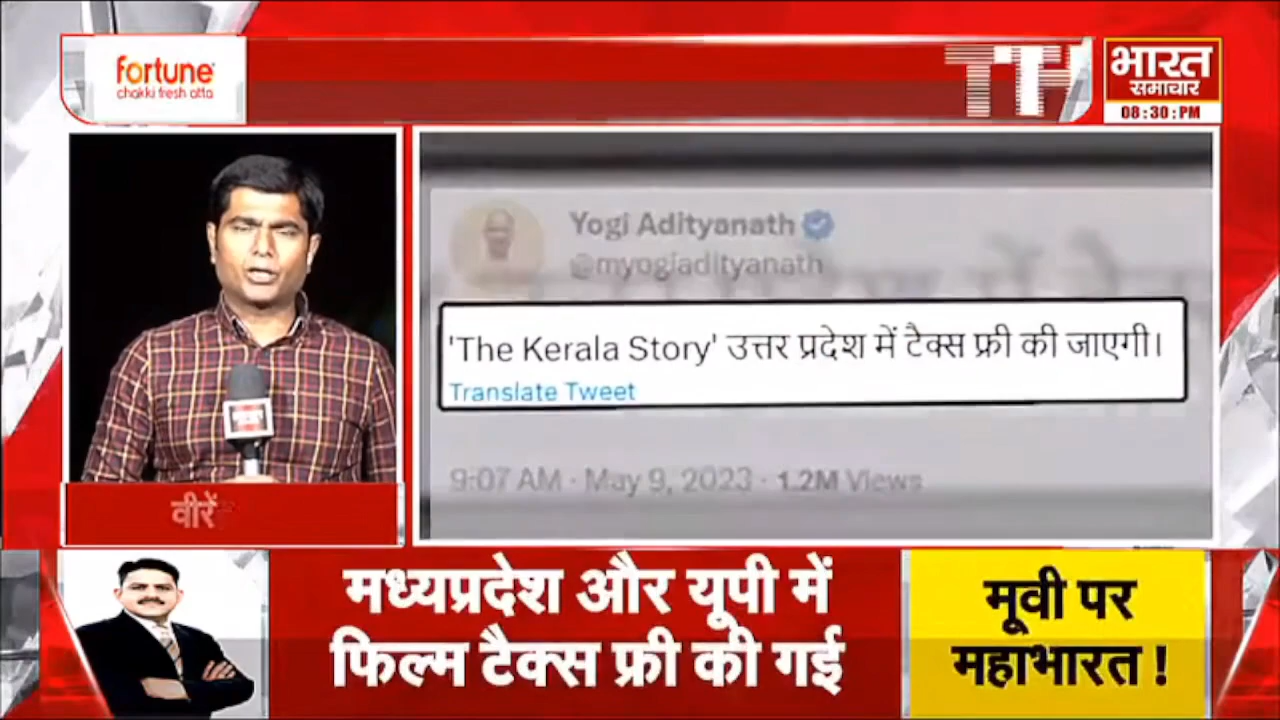 fortune
chakki fresh atta
TTH
भारत
समाचार
08:30:PM
Yogi Adityanath
@myogiadityanath
'The Kerala Story' उत्तर प्रदेश में टैक्स फ्री की जाएगी।
Translate Tweet
9:07 AM · May 9, 2023 · 1.2M Views
वीरें
मध्यप्रदेश और यूपी में
फिल्म टैक्स फ्री की गई
मूवी पर
महाभारत !